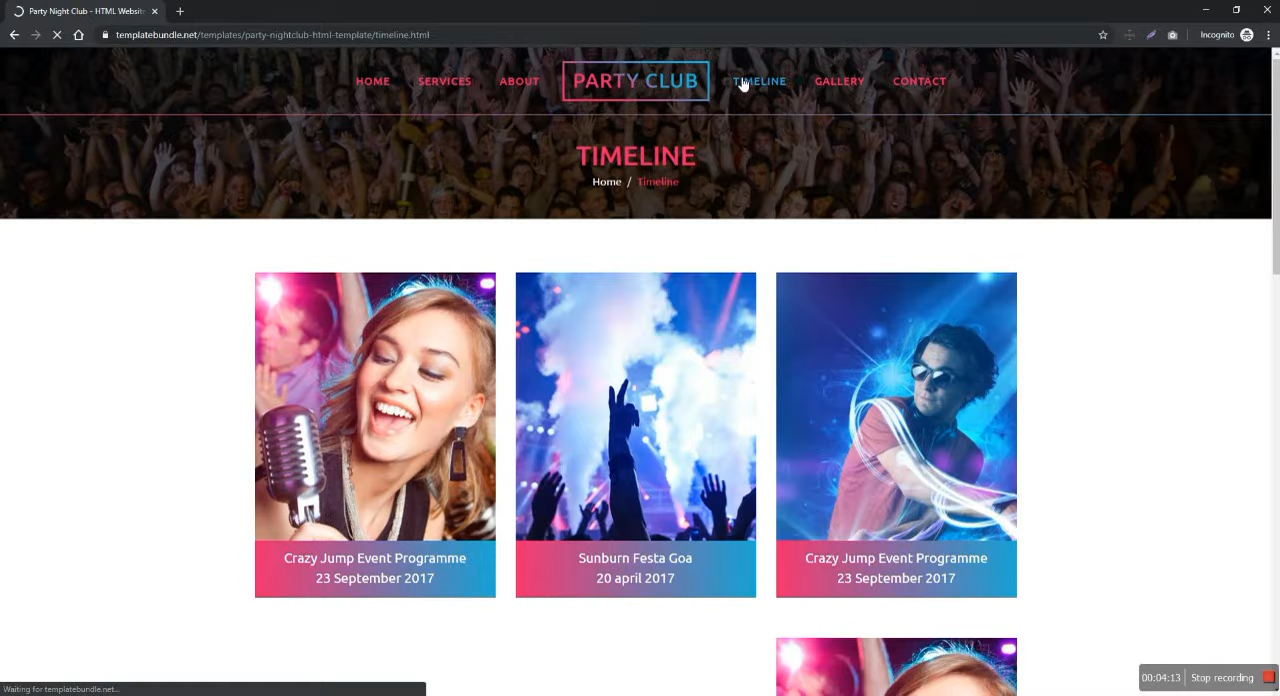 Party Night Club - HTML Website
templatebundle.net/templates/party-nightclub-html-template/timeline.html
Incognito
HOME SERVICES ABOUT PARTY CLUB TIMELINE GALLERY CONTACT
TIMELINE
Home / Timeline
Crazy Jump Event Programme
23 September 2017
Sunburn Festa Goa
20 april 2017
Crazy Jump Event Programme
23 September 2017
00:04:13 Stop recording
Waiting for templatebundle.net...